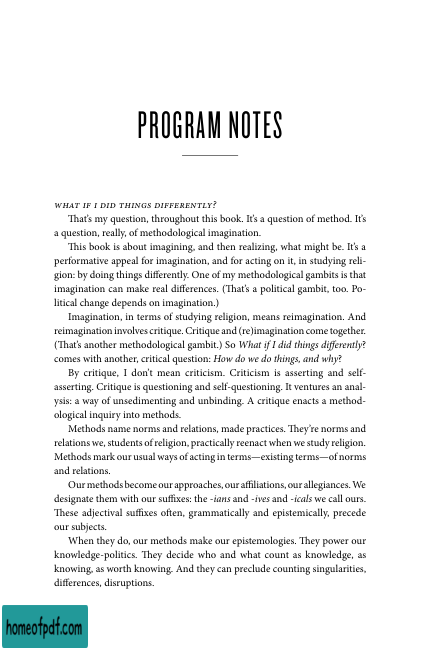 PROGRAM NOTES
WHAT IF I DID THINGS DIFFERENTLY?
That's my question, throughout this book. It's a question of method. It's
a question, really, of methodological imagination.
This book is about imagining, and then realizing, what might be. It's a
performative appeal for imagination, and for acting on it, in studying reli-
gion: by doing things differently. One of my methodological gambits is that
imagination can make real differences. (That's a political gambit, too. Po-
litical change depends on imagination.)
Imagination, in terms of studying religion, means reimagination. And
reimagination involves critique. Critique and (re)imagination come together.
(That's another methodological gambit.) So What if I did things differently?
comes with another, critical question: How do we do things, and why?
By critique, I don't mean criticism. Criticism is asserting and self-
asserting. Critique is questioning and self-questioning. It ventures an anal-
ysis: a way of unsedimenting and unbinding. A critique enacts a method-
ological inquiry into methods.
Methods name norms and relations, made practices. They're norms and
relations we, students of religion, practically reenact when we study religion.
Methods mark our usual ways of acting in terms—existing terms—of norms
and relations.
Our methods become our approaches, our affiliations, our allegiances. We
designate them with our suffixes: the -ians and -ives and -icals we call ours.
These adjectival suffixes often, grammatically and epistemically, precede
our subjects.
When they do, our methods make our epistemologies. They power our
knowledge-politics. They decide who and what count as knowledge, as
knowing, as worth knowing. And they can preclude counting singularities,
differences, disruptions.
homeofpdf.com